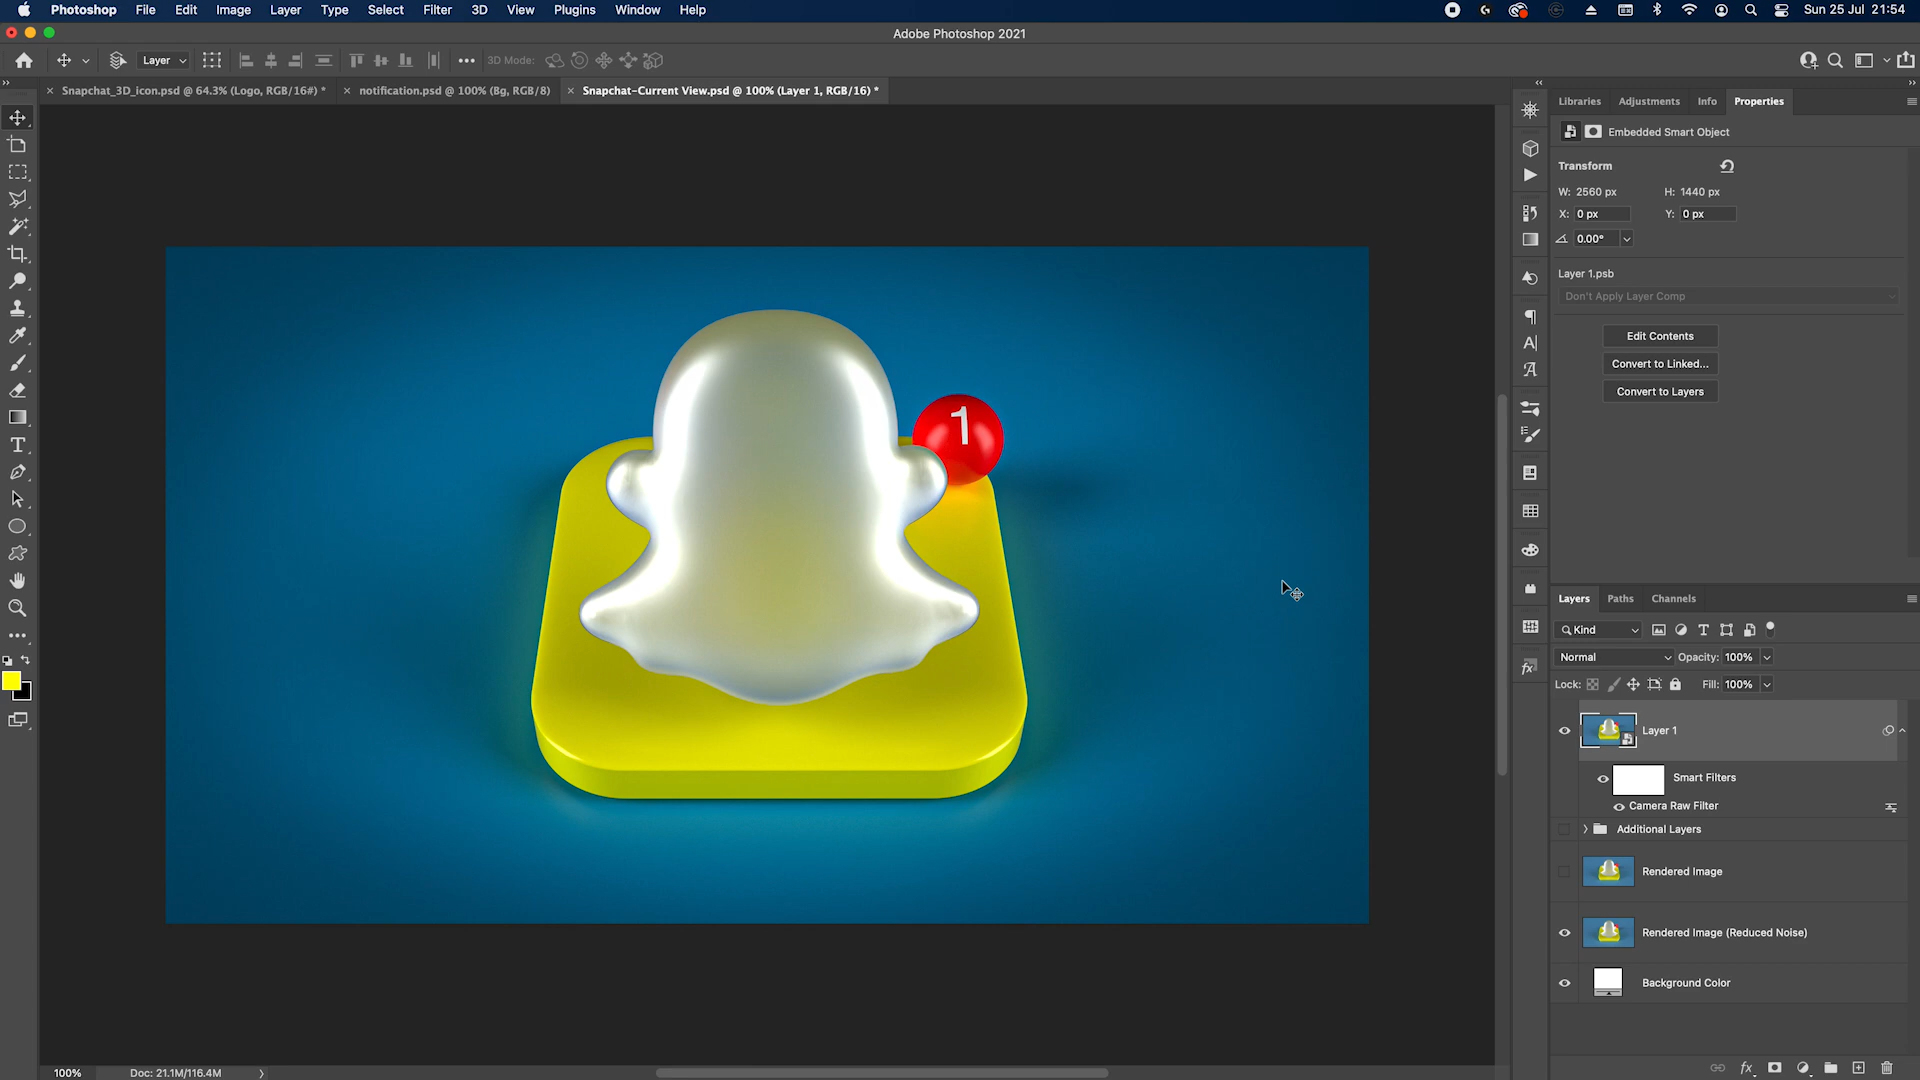 Photoshop File Edit Image Layer Type Select Filter 3D View Plugins Window Help Sun 25 Jul 21:54
Adobe Photoshop 2021
Layer 3D Mode:
Snapchat_3D_icon.psd @ 64.3% (Logo, RGB/16#) *
notification.psd @ 100% (Bg, RGB/8)
Snapchat-Current View.psd @ 100% (Layer 1, RGB/16) *
Libraries Adjustments Info Properties
Embedded Smart Object
Transform
W: 2560 px H: 1440 px
X: 0 px Y: 0 px
0.00°
Layer 1.psb
Don't Apply Layer Comp
Edit Contents
Convert to Linked...
Convert to Layers
1
Layers Paths Channels
Kind
Normal Opacity: 100%
Lock: Fill: 100%
Layer 1
Smart Filters
Camera Raw Filter
Additional Layers
Rendered Image
Rendered Image (Reduced Noise)
Background Color
100% Doc: 21.1M/116.4M